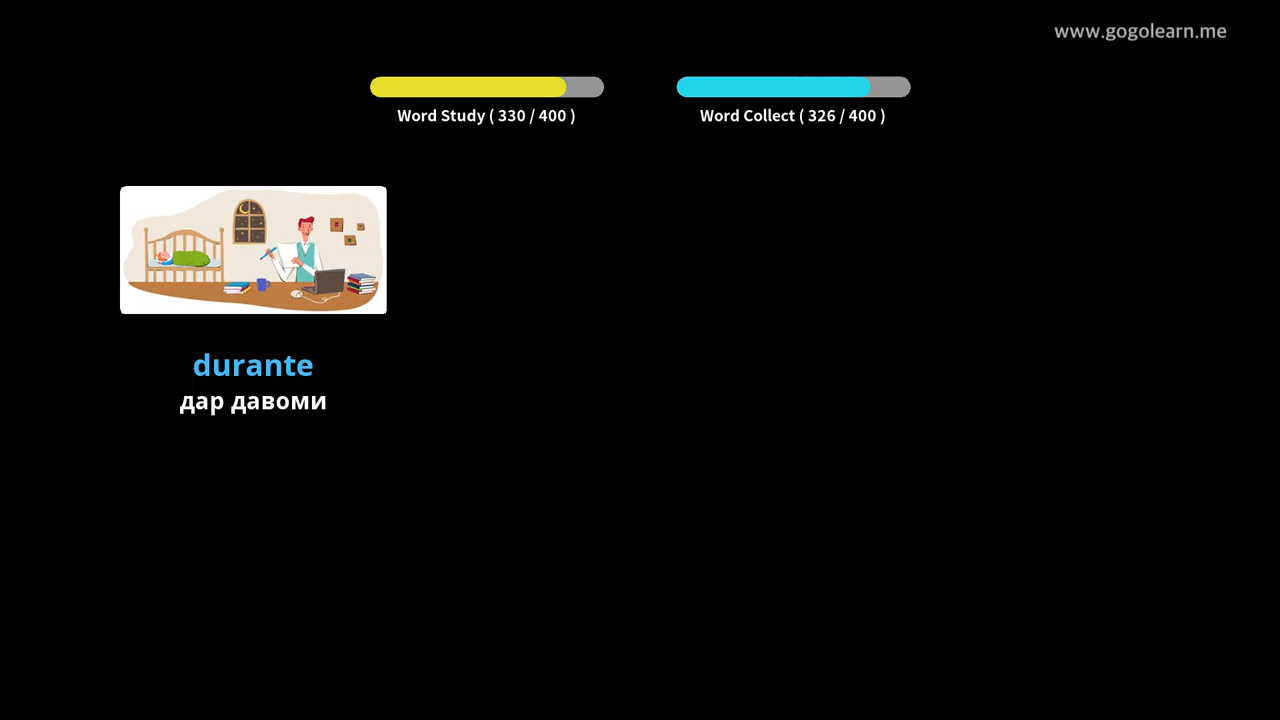 www.gogolearn.me
Word Study ( 330 / 400 )
Word Collect ( 326 / 400 )
durante
дар давоми